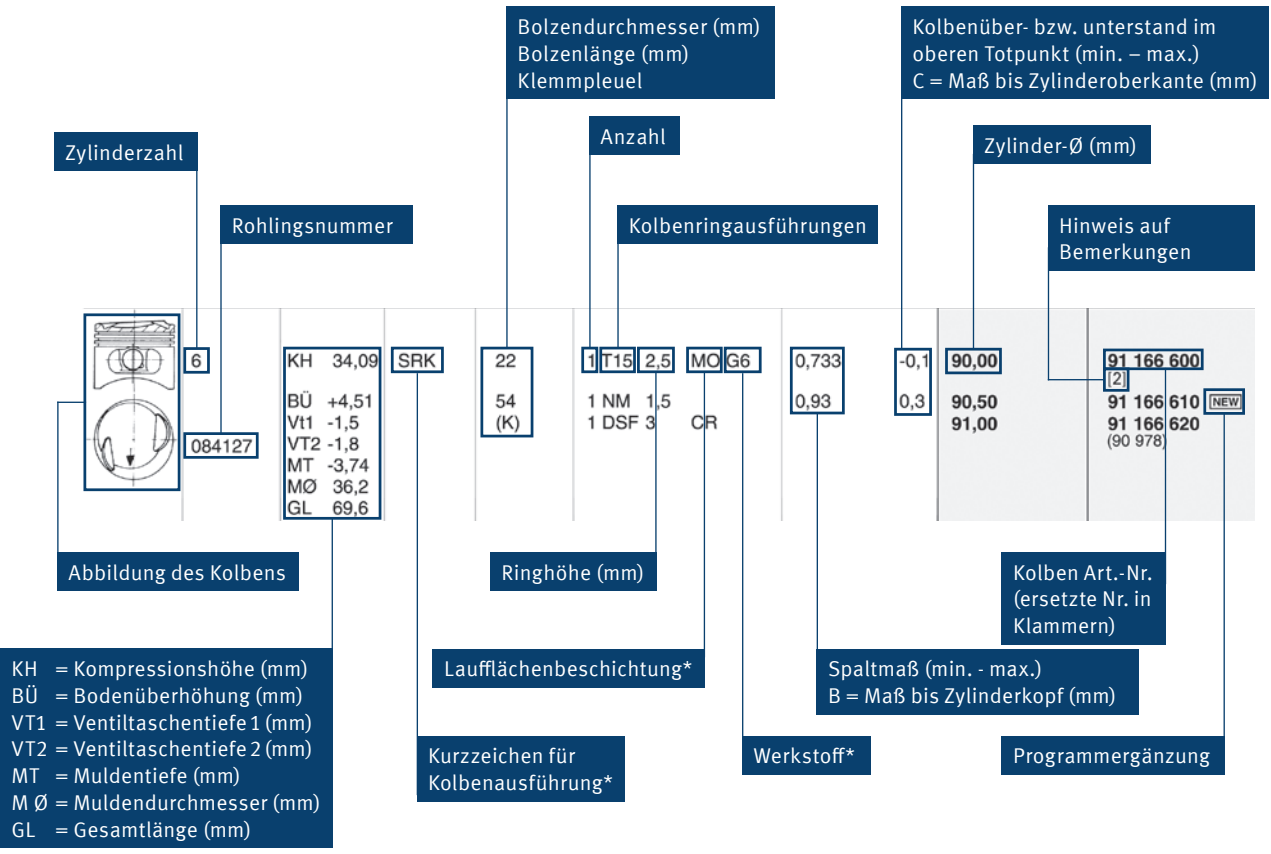 Bolzendurchmesser (mm)
Bolzenlänge (mm)
Klemmpleuel
Kolbenüber- bzw. unterstand im
oberen Totpunkt (min. – max.)
C = Maß bis Zylinderoberkante (mm)
Zylinderzahl
Anzahl
Zylinder-Ø (mm)
Rohlingsnummer
Kolbenringausführungen
Hinweis auf
Bemerkungen
6 KH 34,09 SRK 22 1 T15 2,5 MO G6 0,733 -0,1 90,00 91 166 600
[2]
BÜ +4,51 54 1 NM 1,5 0,93 0,3 90,50 91 166 610 NEW
Vt1 -1,5 (K) 1 DSF 3 CR 91,00 91 166 620
084127 VT2 -1,8 (90 978)
MT -3,74
MØ 36,2
GL 69,6
Abbildung des Kolbens
Ringhöhe (mm)
Kolben Art.-Nr.
(ersetzte Nr. in
Klammern)
KH = Kompressionshöhe (mm)
BÜ = Bodenüberhöhung (mm)
VT1 = Ventiltaschentiefe 1 (mm)
VT2 = Ventiltaschentiefe 2 (mm)
MT = Muldentiefe (mm)
M Ø = Muldendurchmesser (mm)
GL = Gesamtlänge (mm)
Laufflächenbeschichtung*
Spaltmaß (min. - max.)
B = Maß bis Zylinderkopf (mm)
Kurzzeichen für
Kolbenausführung*
Werkstoff*
Programmergänzung